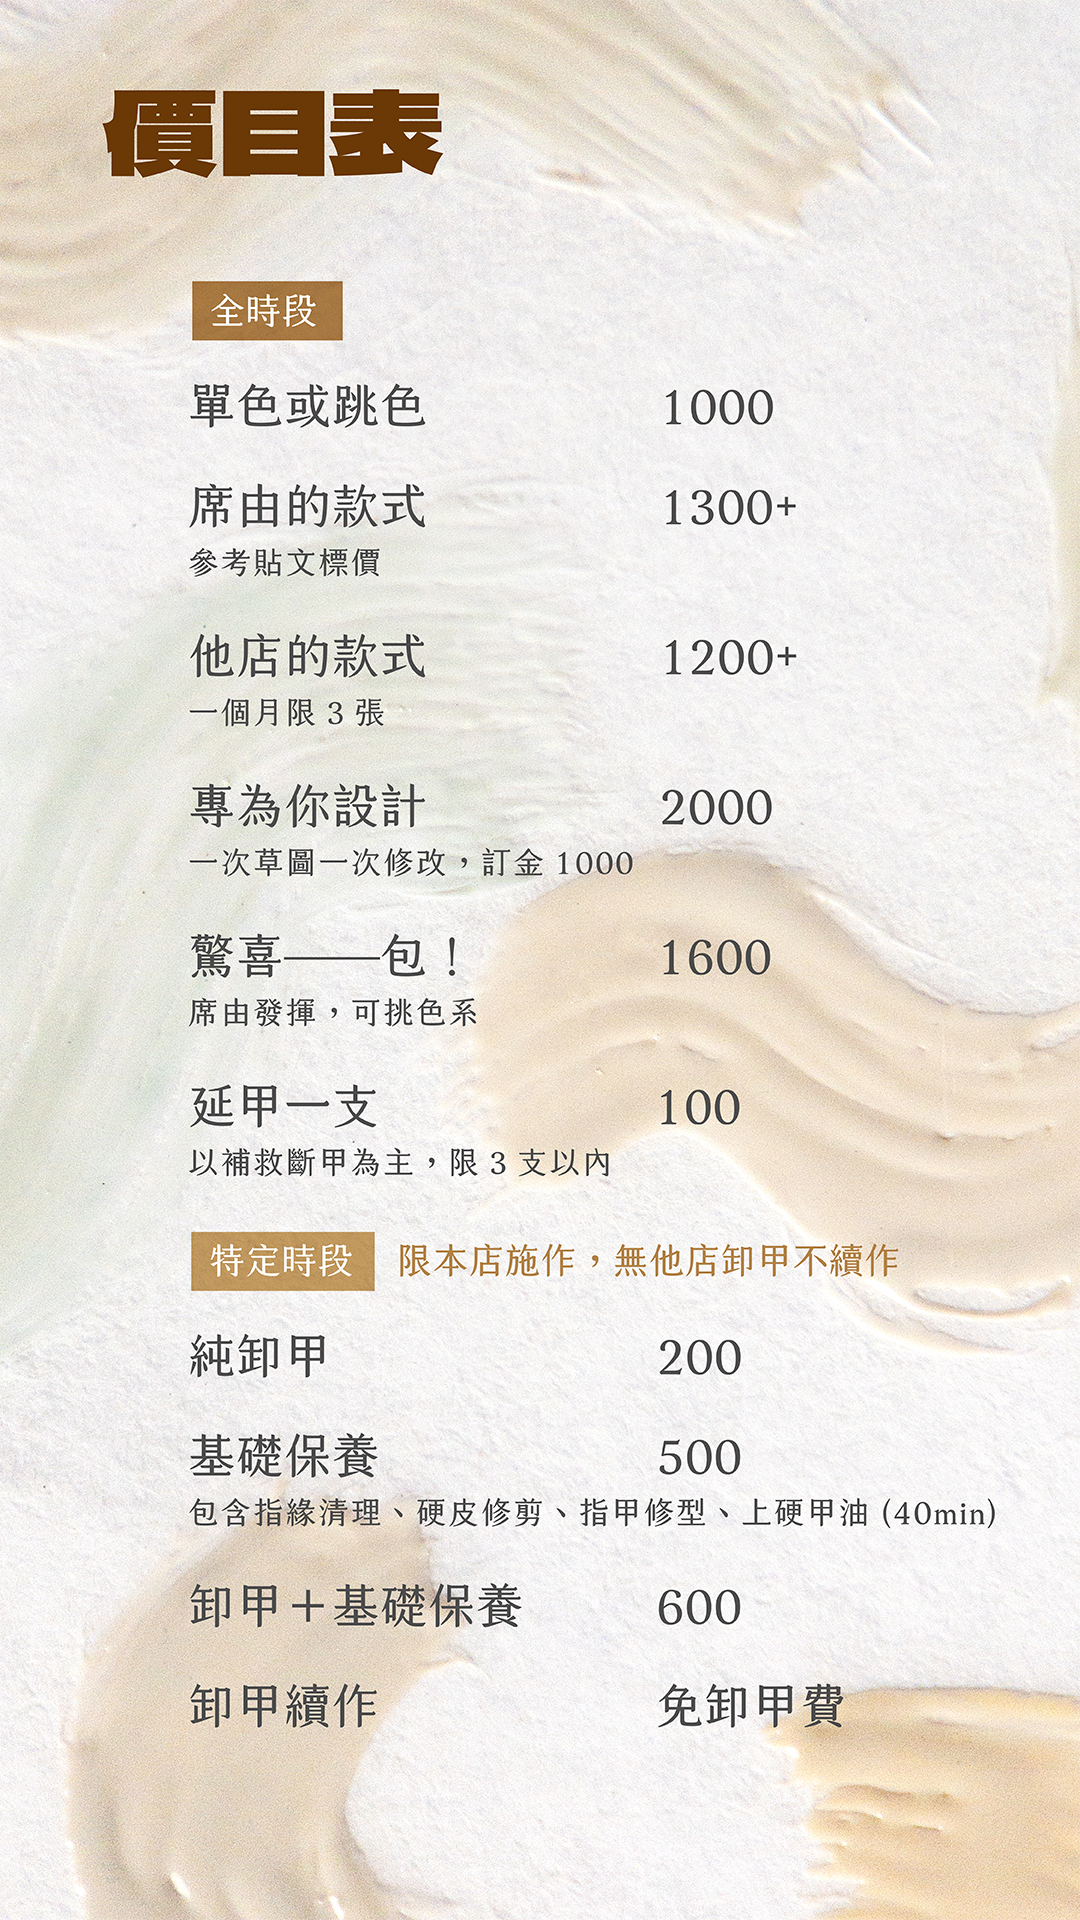 價目表
全時段
單色或跳色 1000
席由的款式 1300+
參考貼文標價
他店的款式 1200+
一個月限 3 張
專為你設計 2000
一次草圖一次修改，訂金 1000
驚喜——包！ 1600
席由發揮，可挑色系
延甲一支 100
以補救斷甲為主，限 3 支以內
特定時段 限本店施作，無他店卸甲不續作
純卸甲 200
基礎保養 500
包含指緣清理、硬皮修剪、指甲修型、上硬甲油 (40min)
卸甲＋基礎保養 600
卸甲續作 免卸甲費